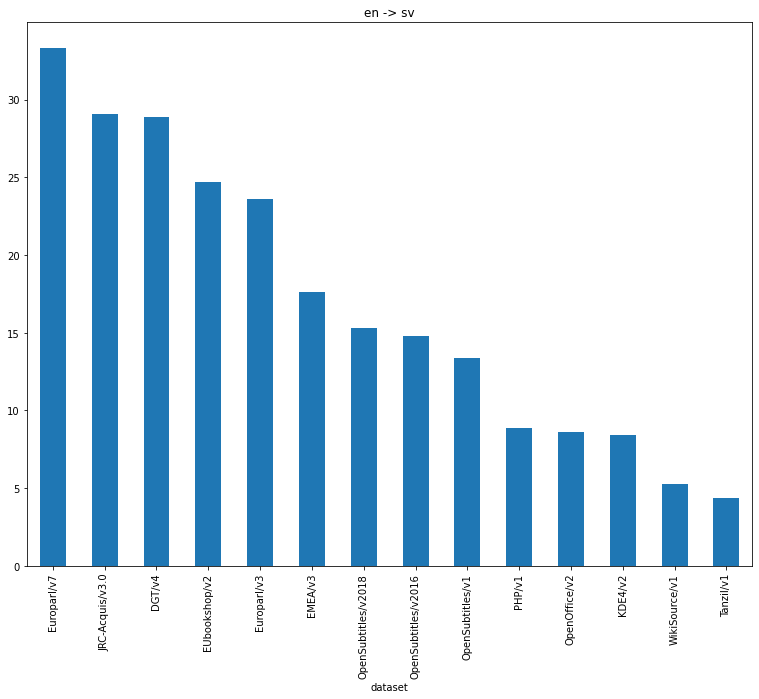 en -> sv
30
25
20
15
10
5
0
Europarl/v7
JRC-Acquis/v3.0
DGT/v4
EUbookshop/v2
Europarl/v3
EMEA/v3
OpenSubtitles/v2018
OpenSubtitles/v2016
OpenSubtitles/v1
PHP/v1
OpenOffice/v2
KDE4/v2
WikiSource/v1
Tanzil/v1
dataset